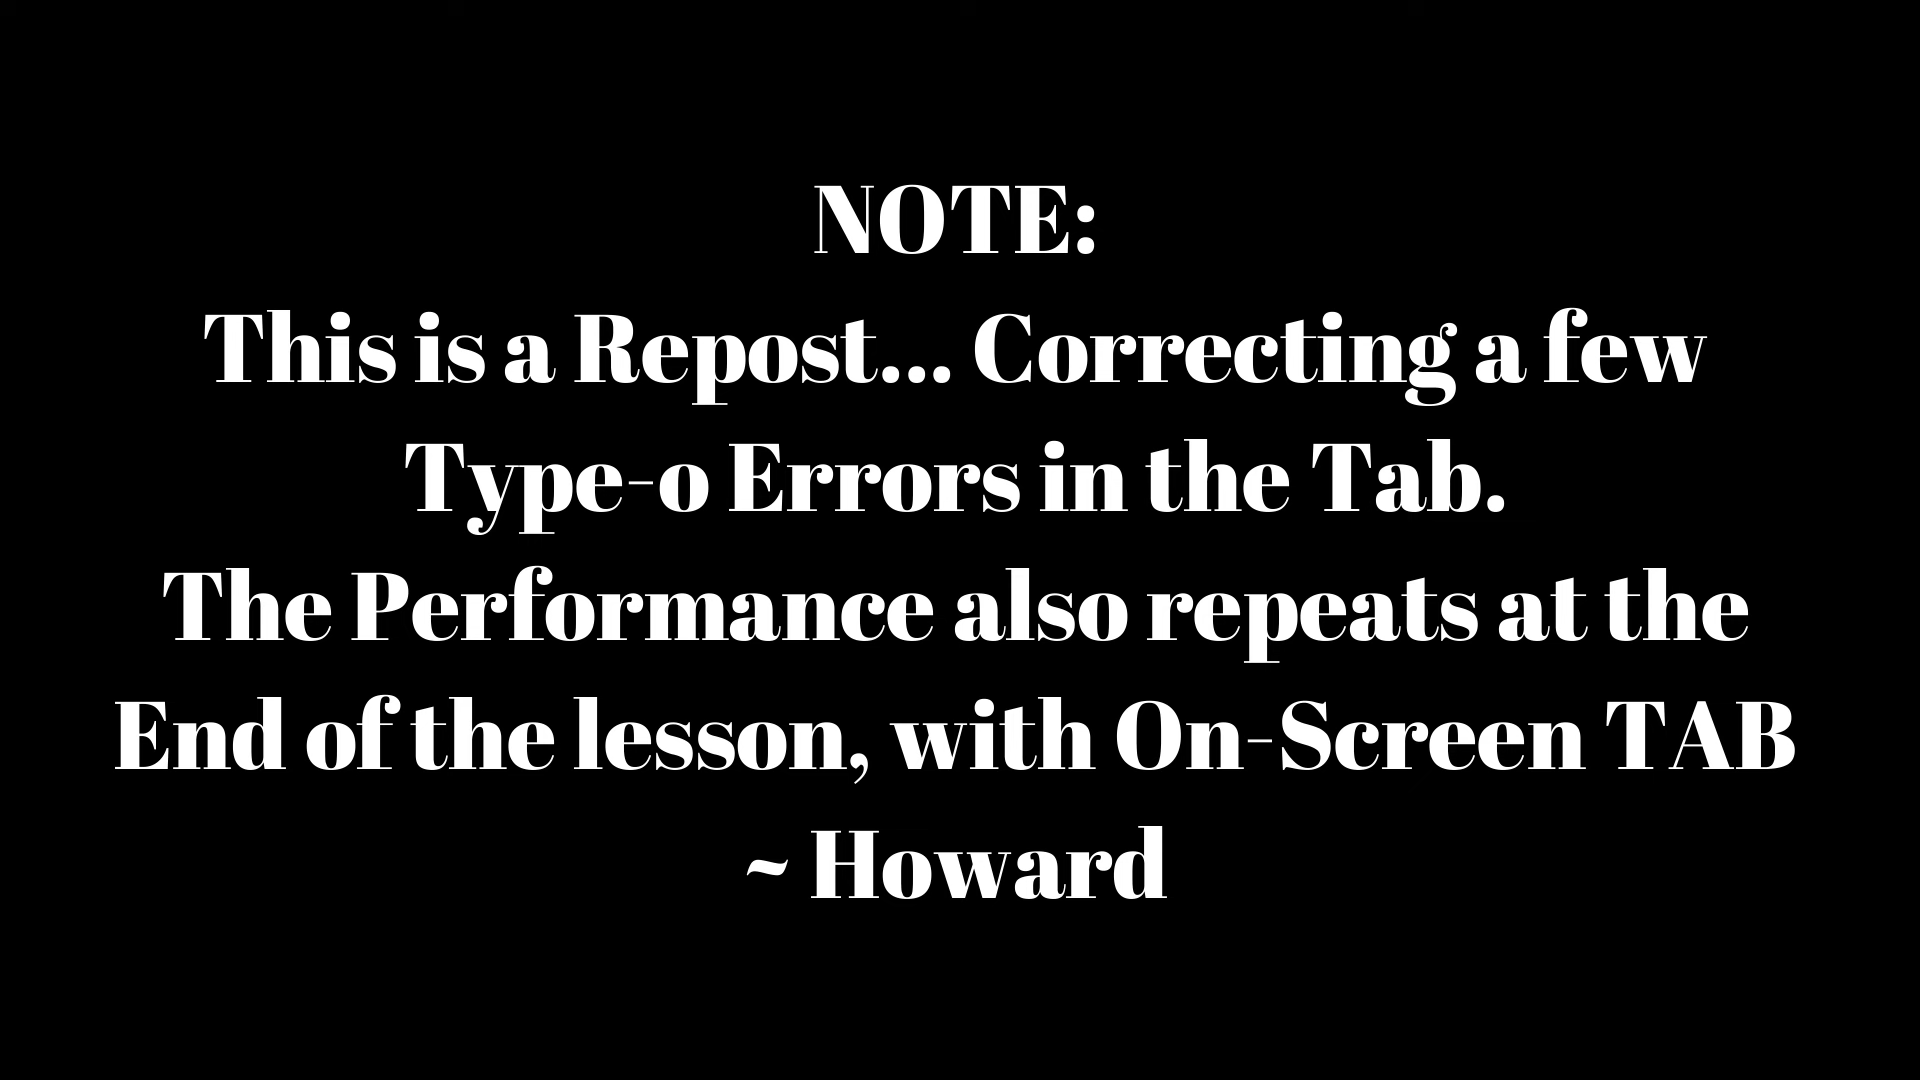 NOTE:
This is a Repost... Correcting a few
Type-o Errors in the Tab.
The Performance also repeats at the
End of the lesson, with On-Screen TAB
~ Howard